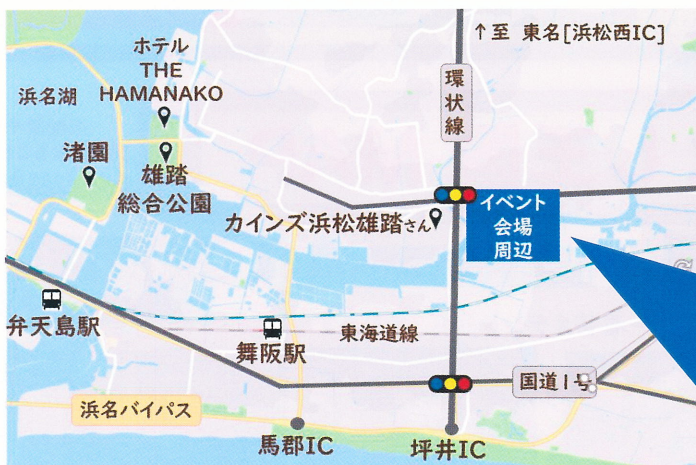 ↑至 東名[浜松西IC]
ホテル
THE
HAMANAKO
浜名湖
環状線
渚園
雄踏
総合公園
カインズ浜松雄踏さん
イベント
会場
周辺
弁天島駅
舞阪駅
東海道線
国道1号
浜名バイパス
馬郡IC
坪井IC